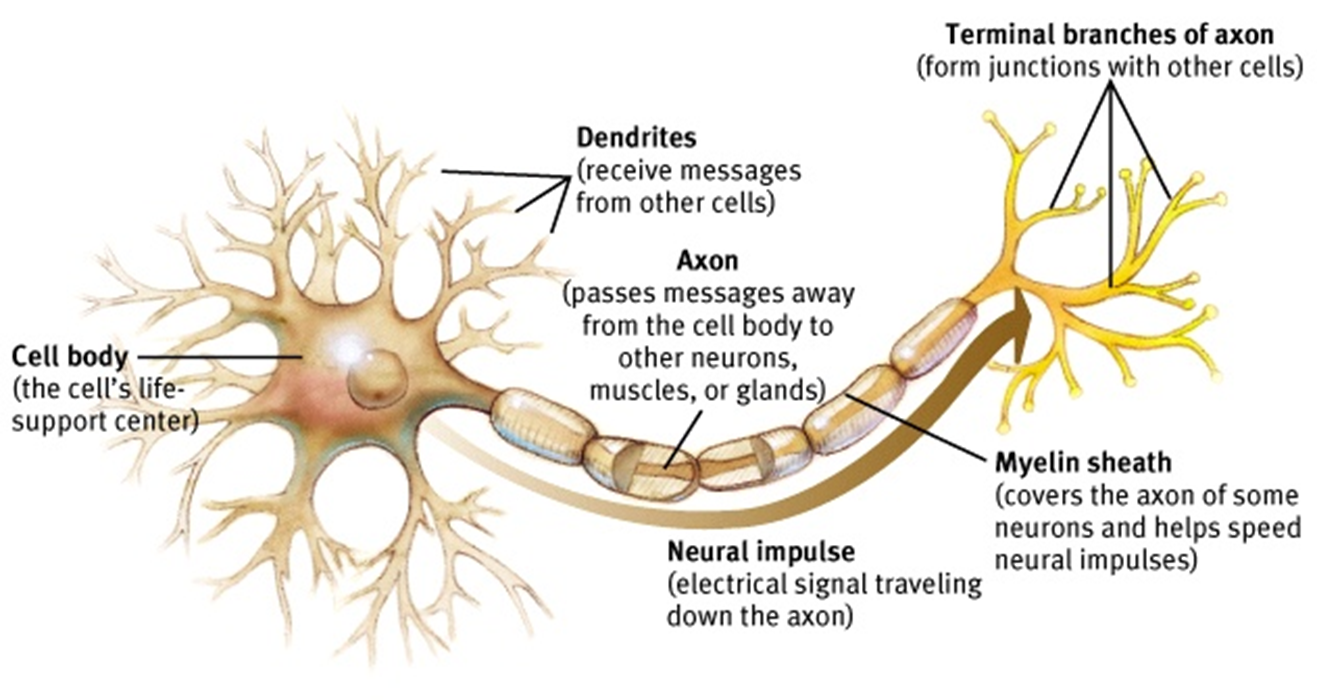 Terminal branches of axon
(form junctions with other cells)
Dendrites
(receive messages
from other cells)
Axon
(passes messages away
from the cell body to
other neurons,
muscles, or glands)
Cell body
(the cell's life-
support center)
Myelin sheath
(covers the axon of some
neurons and helps speed
neural impulses)
Neural impulse
(electrical signal traveling
down the axon)